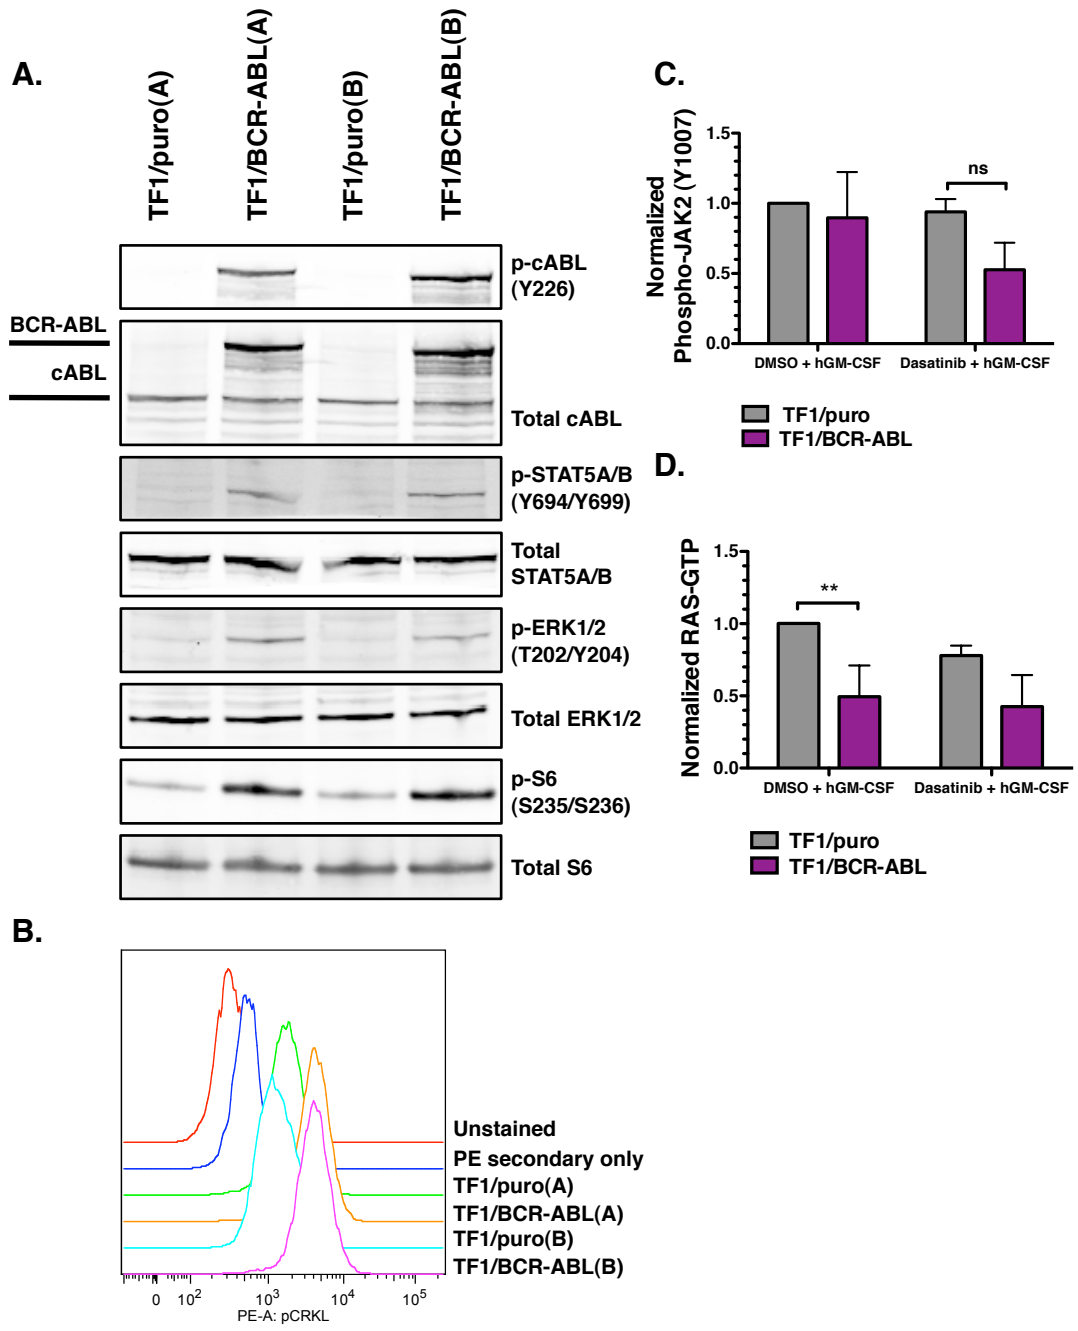 A.
TF1/puro(A)
TF1/BCR-ABL(A)
TF1/puro(B)
TF1/BCR-ABL(B)
p-cABL
(Y226)
BCR-ABL
cABL
Total cABL
p-STAT5A/B
(Y694/Y699)
Total
STAT5A/B
p-ERK1/2
(T202/Y204)
Total ERK1/2
p-S6
(S235/S236)
Total S6
B.
Unstained
PE secondary only
TF1/puro(A)
TF1/BCR-ABL(A)
TF1/puro(B)
TF1/BCR-ABL(B)
0 10² 10³ 10⁴ 10⁵
PE-A: pCRKL
C.
Normalized
Phospho-JAK2 (Y1007)
1.5
1.0
0.5
0.0
ns
DMSO + hGM-CSF
Dasatinib + hGM-CSF
TF1/puro
TF1/BCR-ABL
D.
Normalized RAS-GTP
1.5
1.0
0.5
0.0
**
DMSO + hGM-CSF
Dasatinib + hGM-CSF
TF1/puro
TF1/BCR-ABL